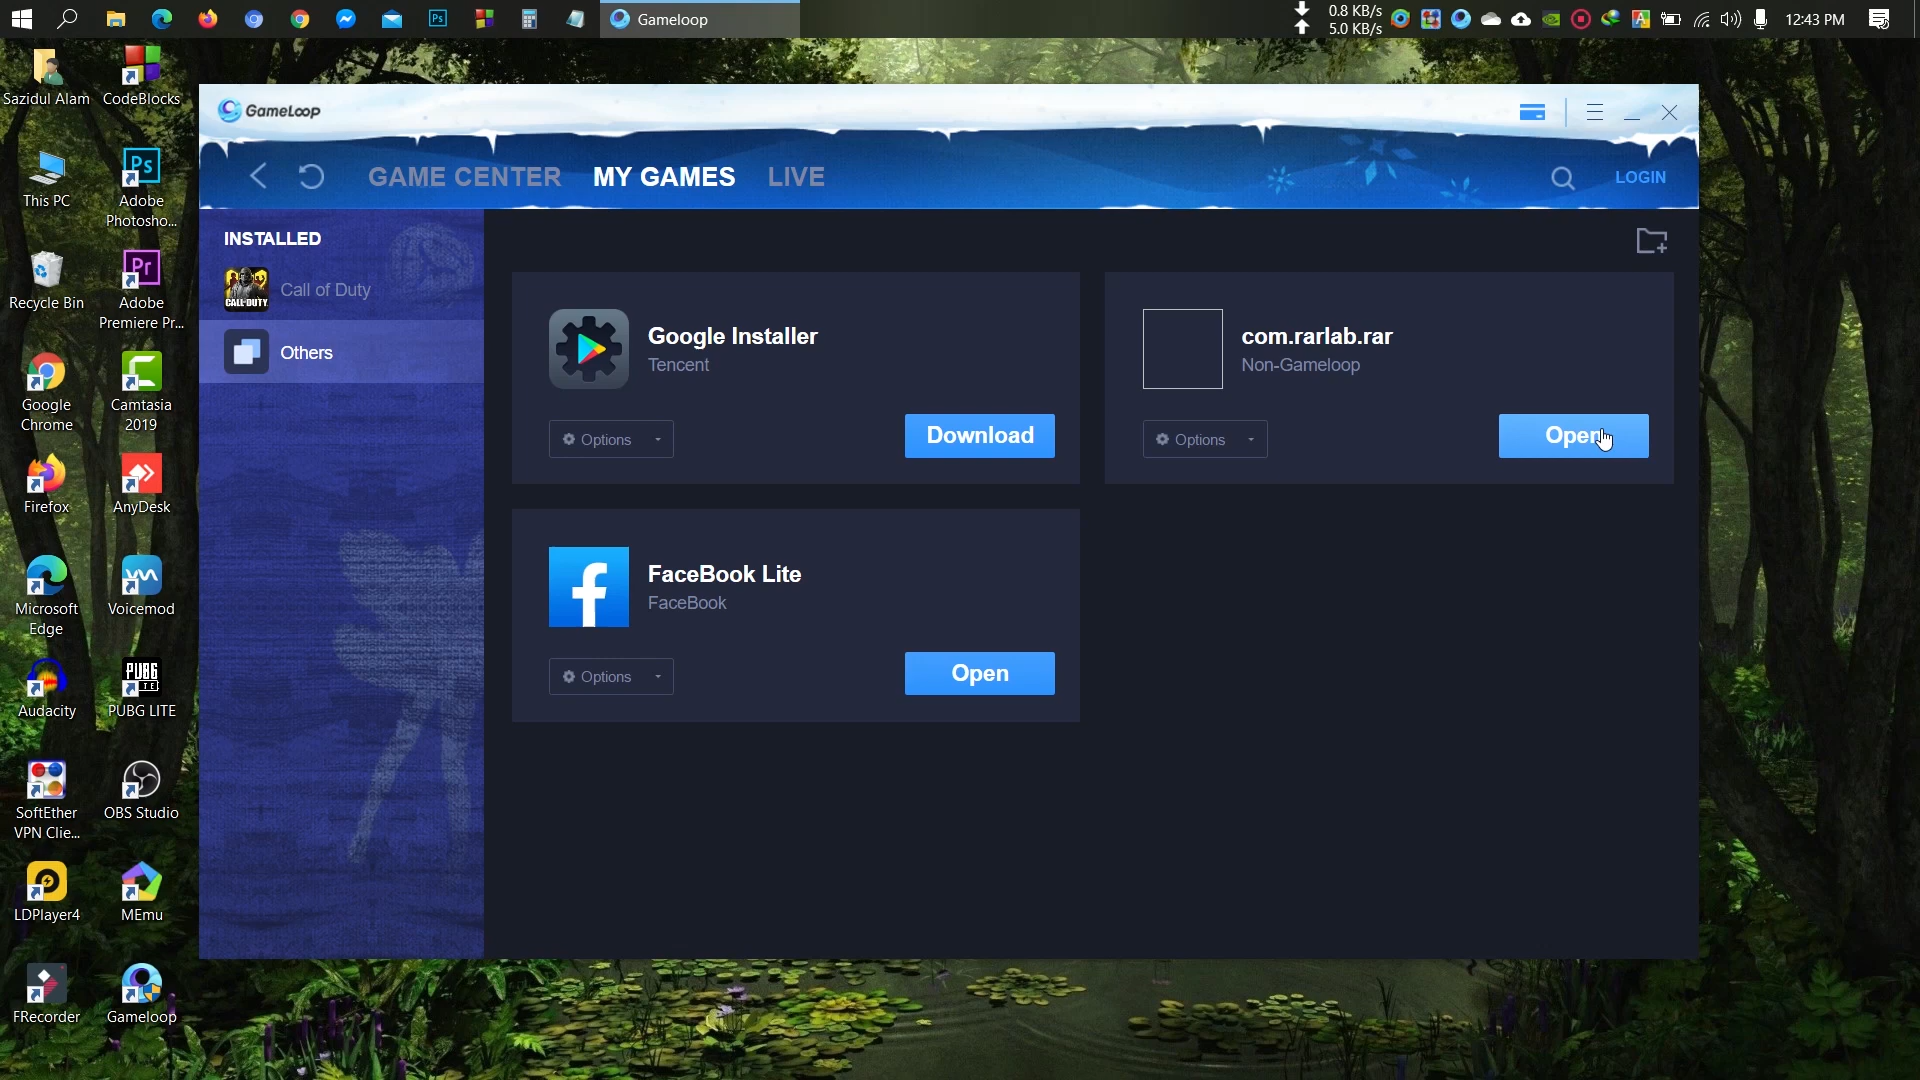 Gameloop
0.8 KB/s
5.0 KB/s
12:43 PM
Sazidul Alam
CodeBlocks
This PC
Adobe
Photosho...
Recycle Bin
Adobe
Premiere Pr...
Google
Chrome
Camtasia
2019
Firefox
AnyDesk
Microsoft
Edge
Voicemod
Audacity
PUBG LITE
SoftEther
VPN Clie...
OBS Studio
LDPlayer4
MEmu
FRecorder
Gameloop
GameLoop
GAME CENTER
MY GAMES
LIVE
LOGIN
INSTALLED
CALL OF DUTY
Call of Duty
Others
Google Installer
Tencent
Options
Download
com.rarlab.rar
Non-Gameloop
Options
Open
FaceBook Lite
FaceBook
Options
Open